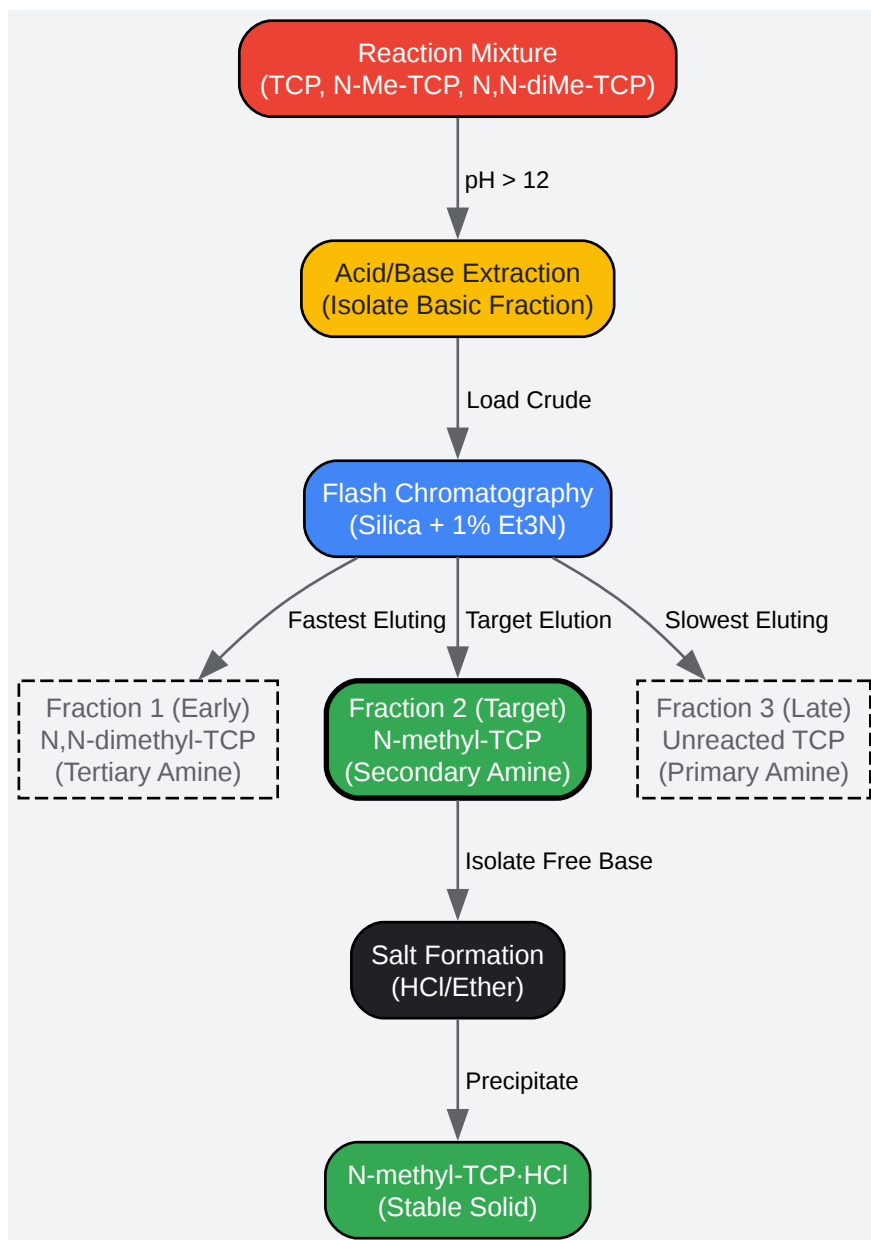 Reaction Mixture
(TCP, N-Me-TCP, N,N-diMe-TCP)
pH > 12
Acid/Base Extraction
(Isolate Basic Fraction)
Load Crude
Flash Chromatography
(Silica + 1% Et3N)
Fastest Eluting
Target Elution
Slowest Eluting
Fraction 1 (Early)
N,N-dimethyl-TCP
(Tertiary Amine)
Fraction 2 (Target)
N-methyl-TCP
(Secondary Amine)
Fraction 3 (Late)
Unreacted TCP
(Primary Amine)
Isolate Free Base
Salt Formation
(HCl/Ether)
Precipitate
N-methyl-TCP·HCl
(Stable Solid)